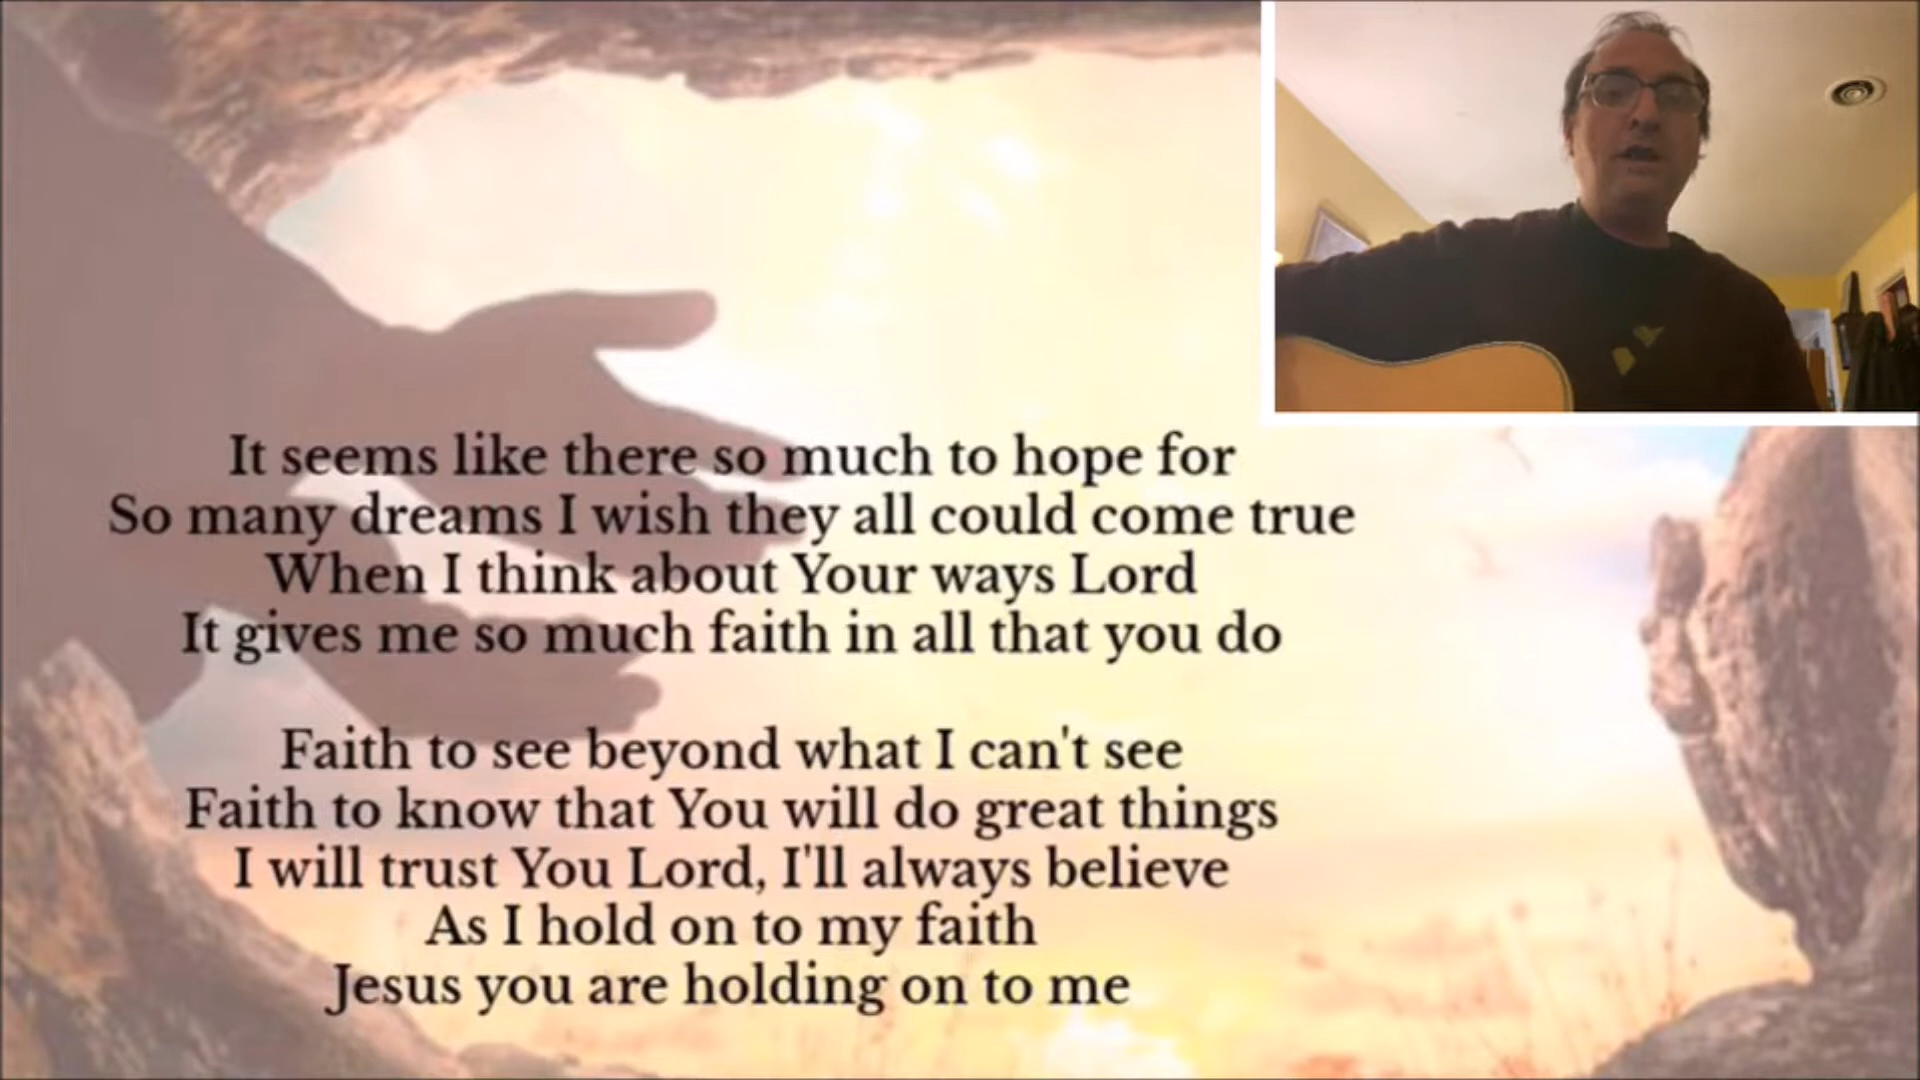 It seems like there so much to hope for
So many dreams I wish they all could come true
When I think about Your ways Lord
It gives me so much faith in all that you do
Faith to see beyond what I can't see
Faith to know that You will do great things
I will trust You Lord, I'll always believe
As I hold on to my faith
Jesus you are holding on to me